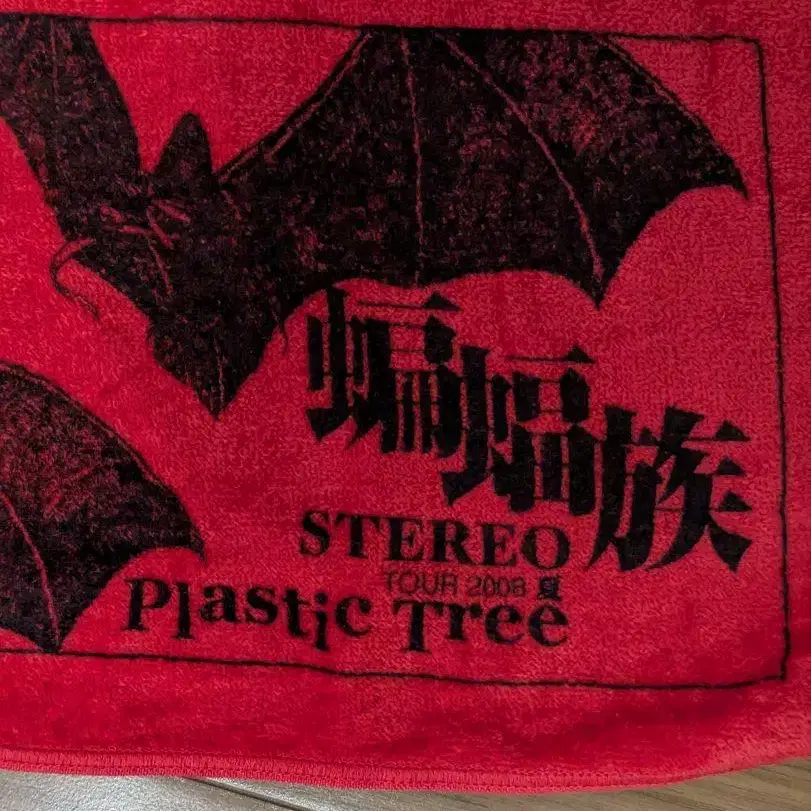 蝙蝠族
STEREO
TOUR 2008 夏
Plastic Tree